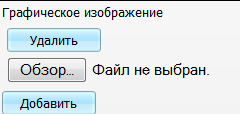 Графическое изображение
Удалить
Обзор... Файл не выбран.
Добавить